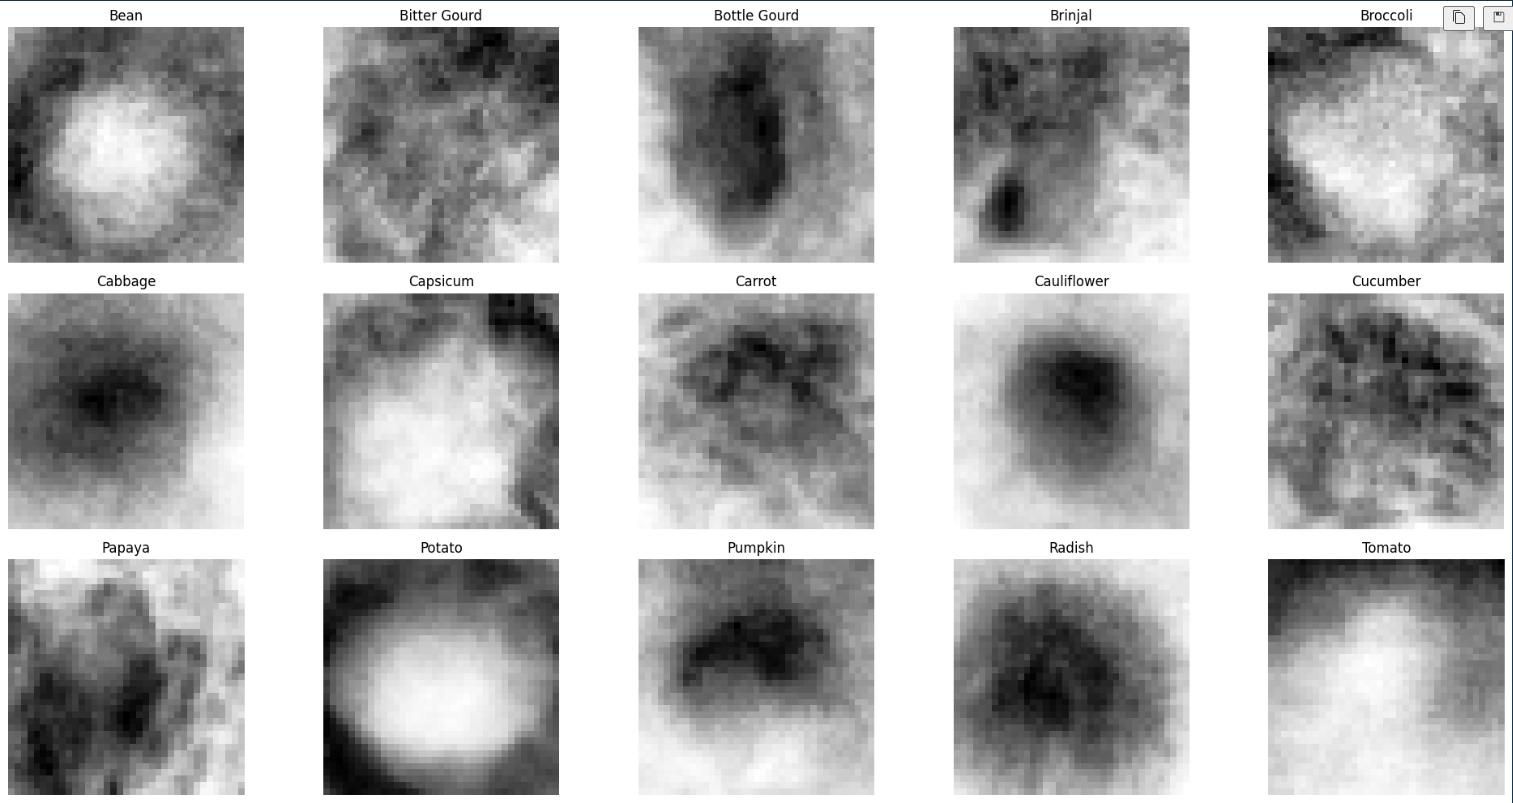 Bean Bitter Gourd Bottle Gourd Brinjal Broccoli
Cabbage Capsicum Carrot Cauliflower Cucumber
Papaya Potato Pumpkin Radish Tomato